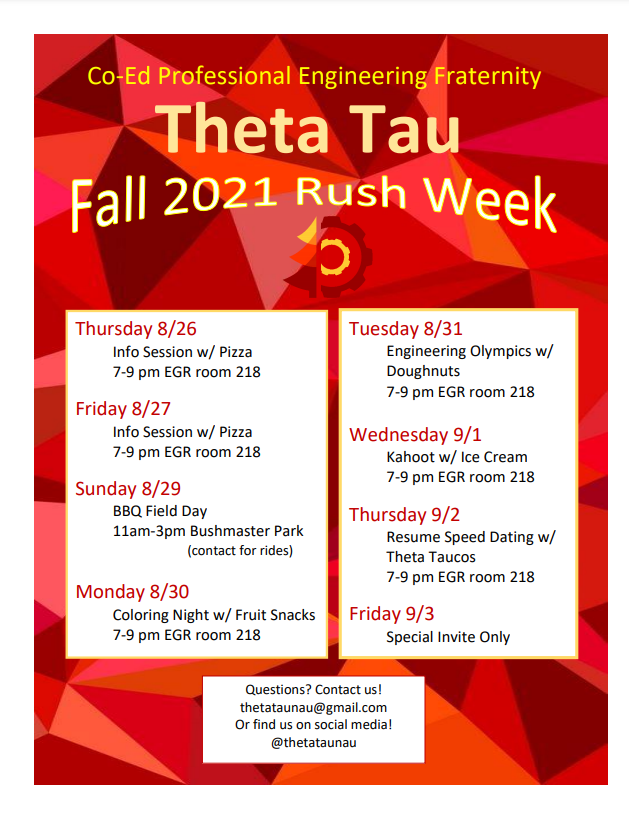 Co-Ed Professional Engineering Fraternity
Theta Tau
Fall 2021 Rush Week
Thursday 8/26
Info Session w/ Pizza
7-9 pm EGR room 218
Friday 8/27
Info Session w/ Pizza
7-9 pm EGR room 218
Sunday 8/29
BBQ Field Day
11am-3pm Bushmaster Park
(contact for rides)
Monday 8/30
Coloring Night w/ Fruit Snacks
7-9 pm EGR room 218
Tuesday 8/31
Engineering Olympics w/
Doughnuts
7-9 pm EGR room 218
Wednesday 9/1
Kahoot w/ Ice Cream
7-9 pm EGR room 218
Thursday 9/2
Resume Speed Dating w/
Theta Taucos
7-9 pm EGR room 218
Friday 9/3
Special Invite Only
Questions? Contact us!
thetataunau@gmail.com
Or find us on social media!
@thetataunau